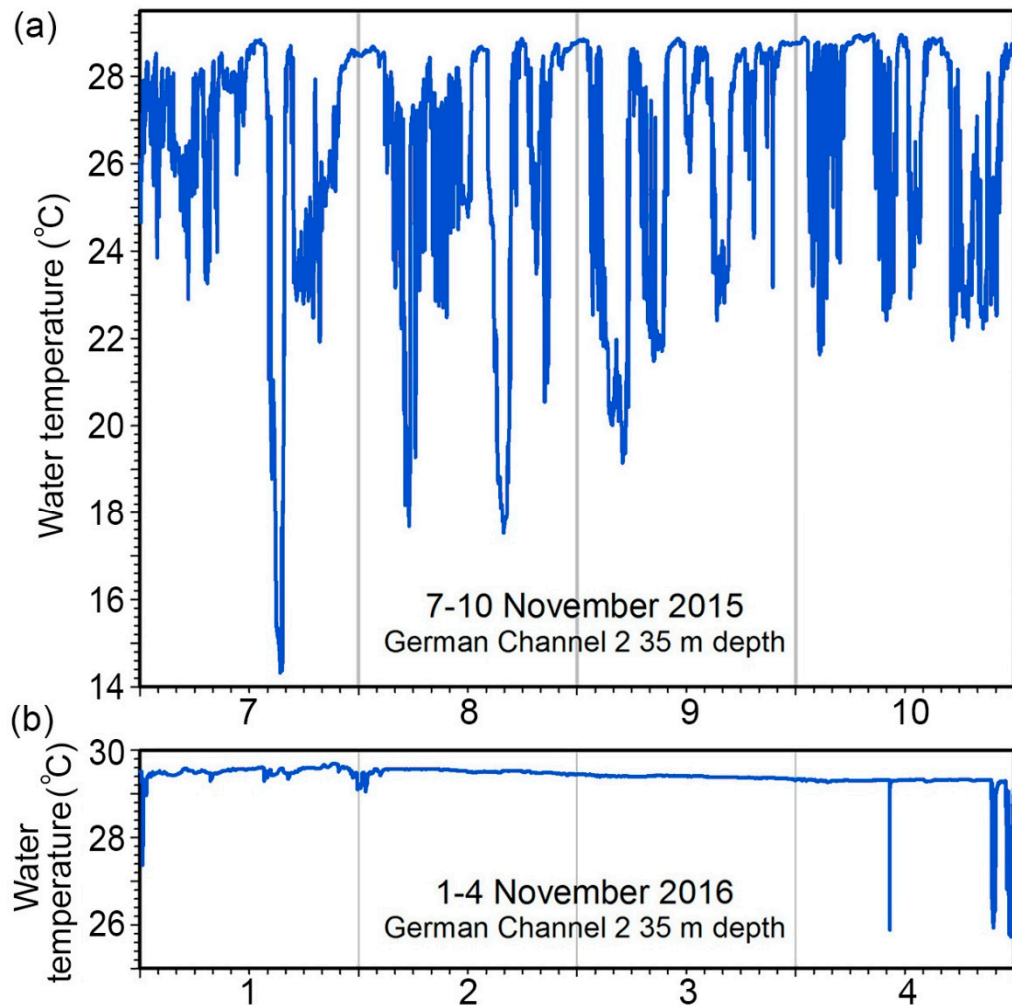 (a)
Water temperature (°C)
28
26
24
22
20
18
16
14
7-10 November 2015
German Channel 2 35 m depth
7 8 9 10
(b)
Water
temperature(°C)
30
28
26
1-4 November 2016
German Channel 2 35 m depth
1 2 3 4